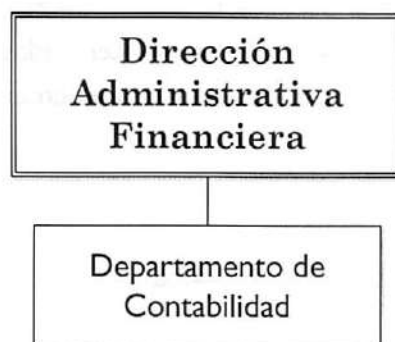 Dirección
Administrativa
Financiera
Departamento de
Contabilidad